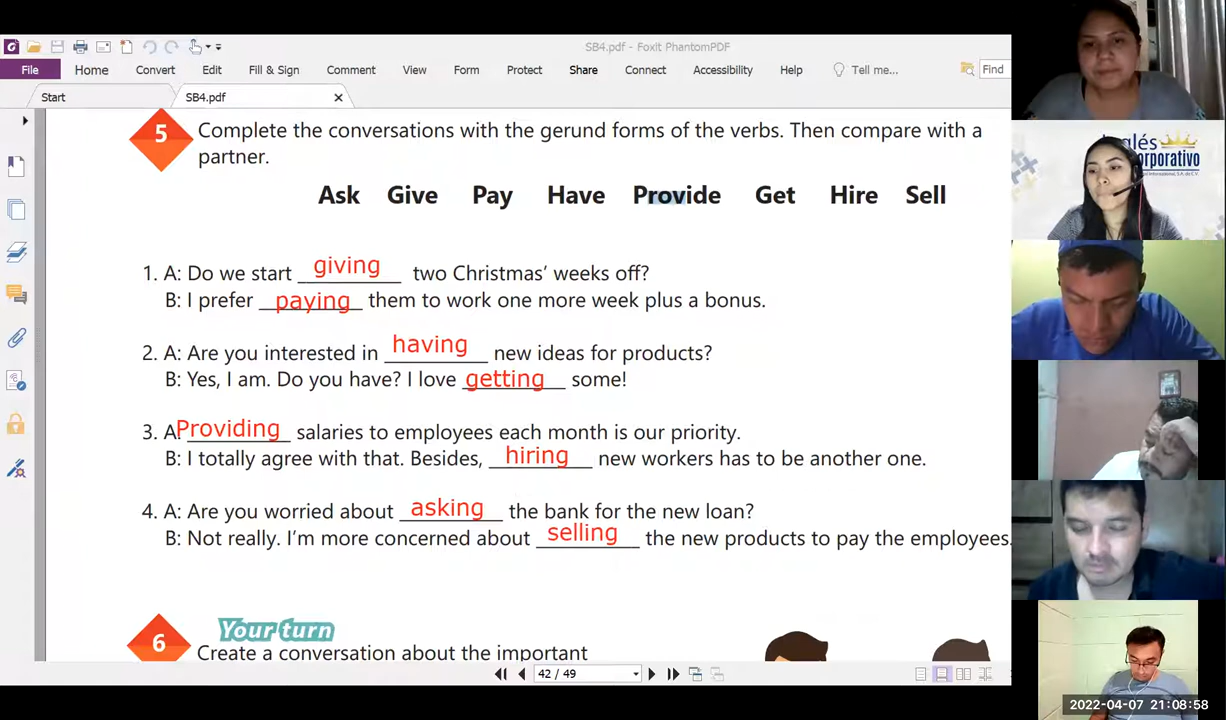 SB4.pdf - Foxit PhantomPDF
File Home Convert Edit Fill & Sign Comment View Form Protect Share Connect Accessibility Help Tell me... Find
Start SB4.pdf
5 Complete the conversations with the gerund forms of the verbs. Then compare with a
partner.
Ask Give Pay Have Provide Get Hire Sell
1. A: Do we start giving two Christmas' weeks off?
B: I prefer paying them to work one more week plus a bonus.
2. A: Are you interested in having new ideas for products?
B: Yes, I am. Do you have? I love getting some!
3. A: Providing salaries to employees each month is our priority.
B: I totally agree with that. Besides, hiring new workers has to be another one.
4. A: Are you worried about asking the bank for the new loan?
B: Not really. I'm more concerned about selling the new products to pay the employees.
Your turn
6 Create a conversation about the important
42 / 49
Inglés
orporativo
2022-04-07 21:08:58